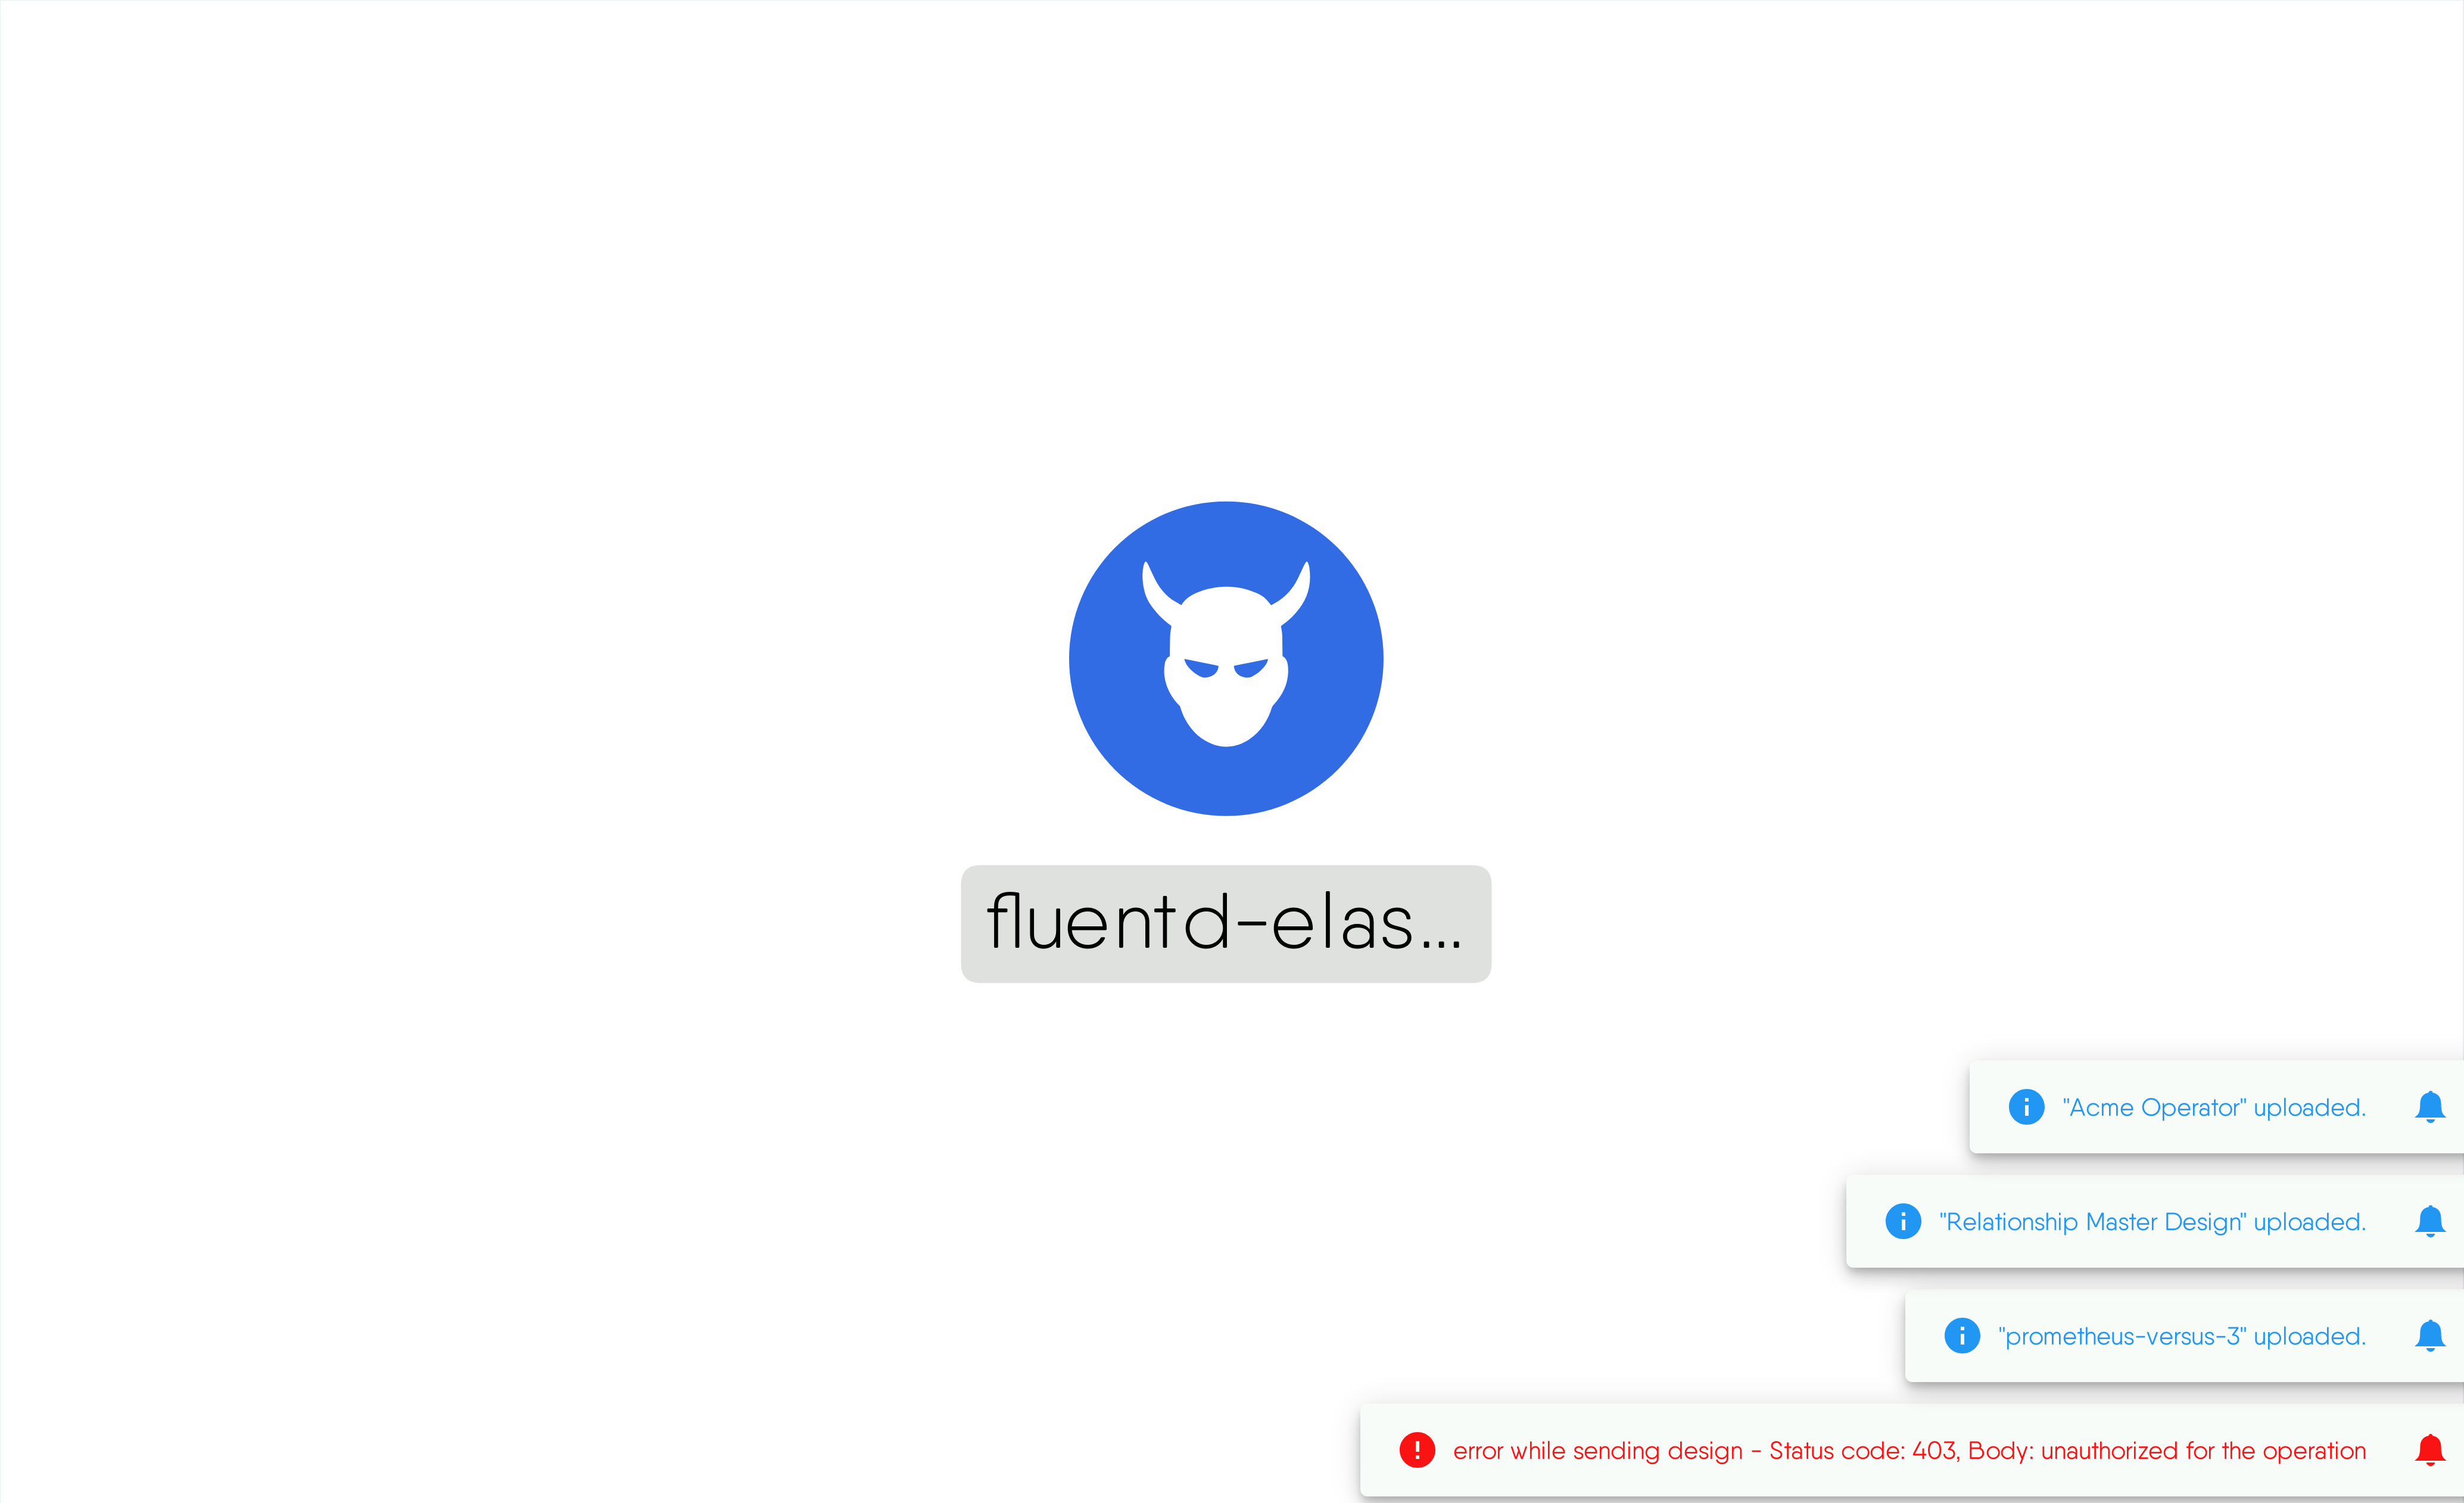 fluentd-elas...
"Acme Operator" uploaded.
"Relationship Master Design" uploaded.
"prometheus-versus-3" uploaded.
error while sending design - Status code: 403, Body: unauthorized for the operation